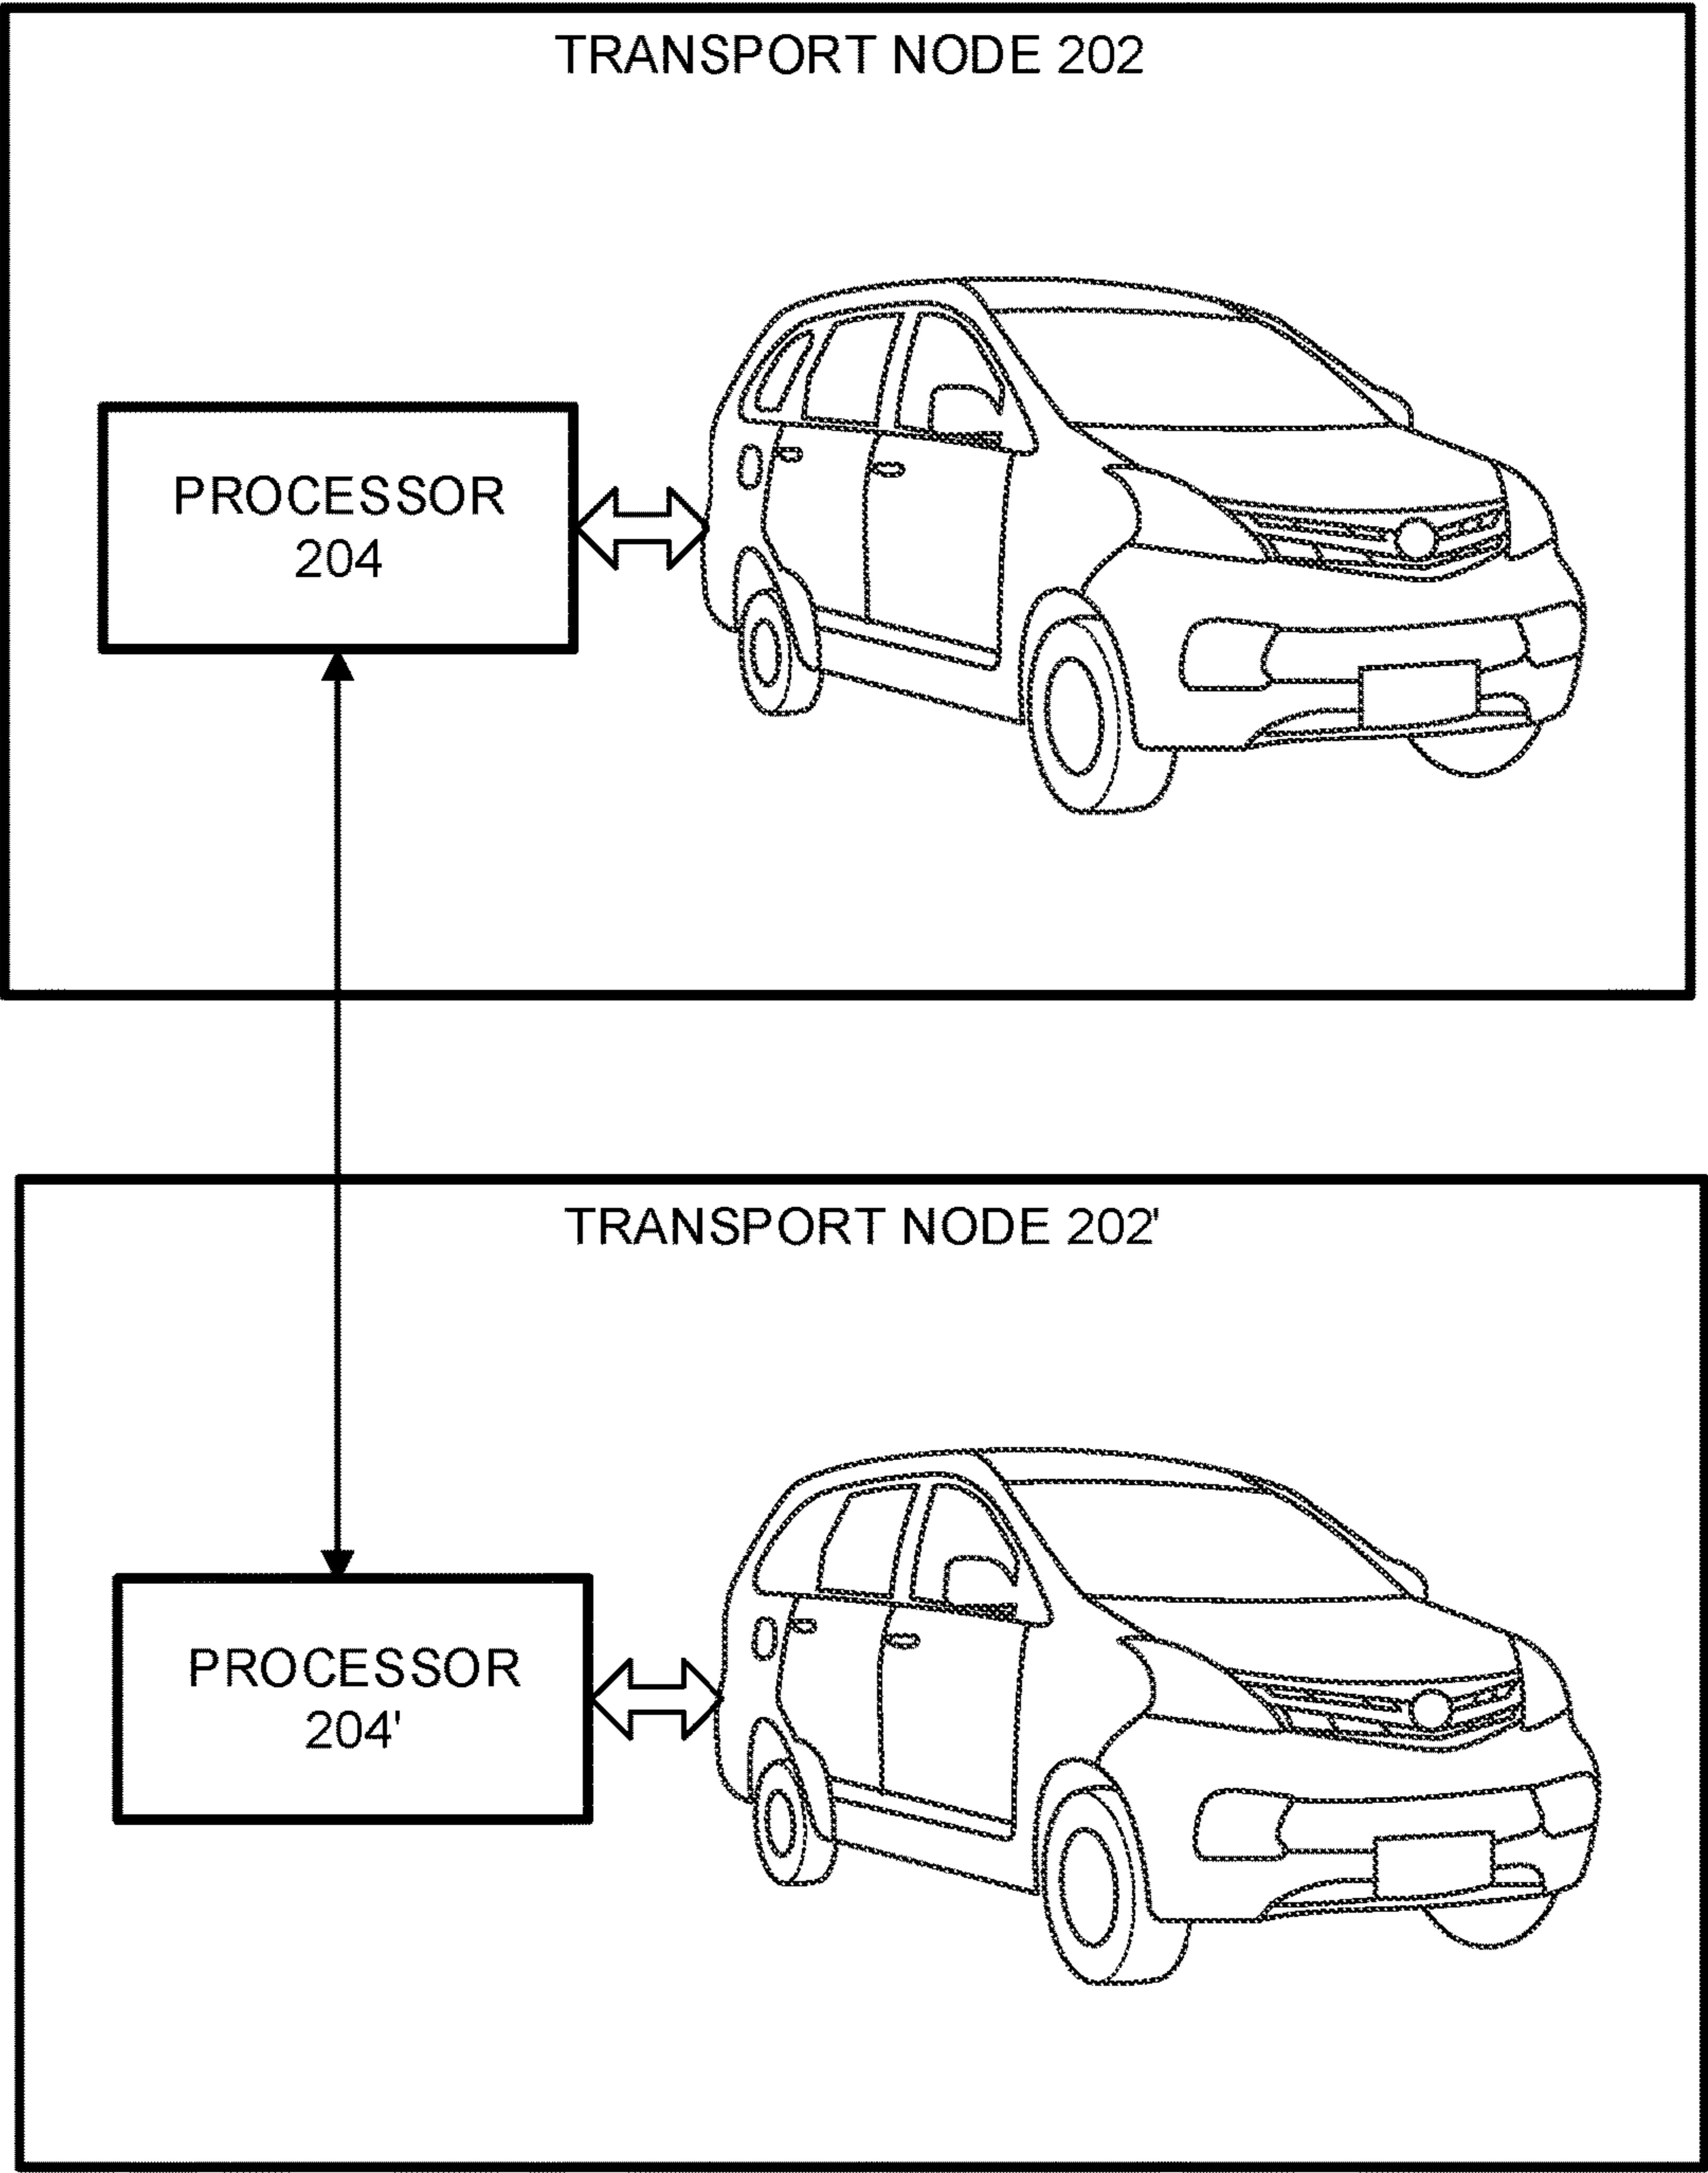 TRANSPORT NODE 202
PROCESSOR
204
TRANSPORT NODE 202'
PROCESSOR
204'